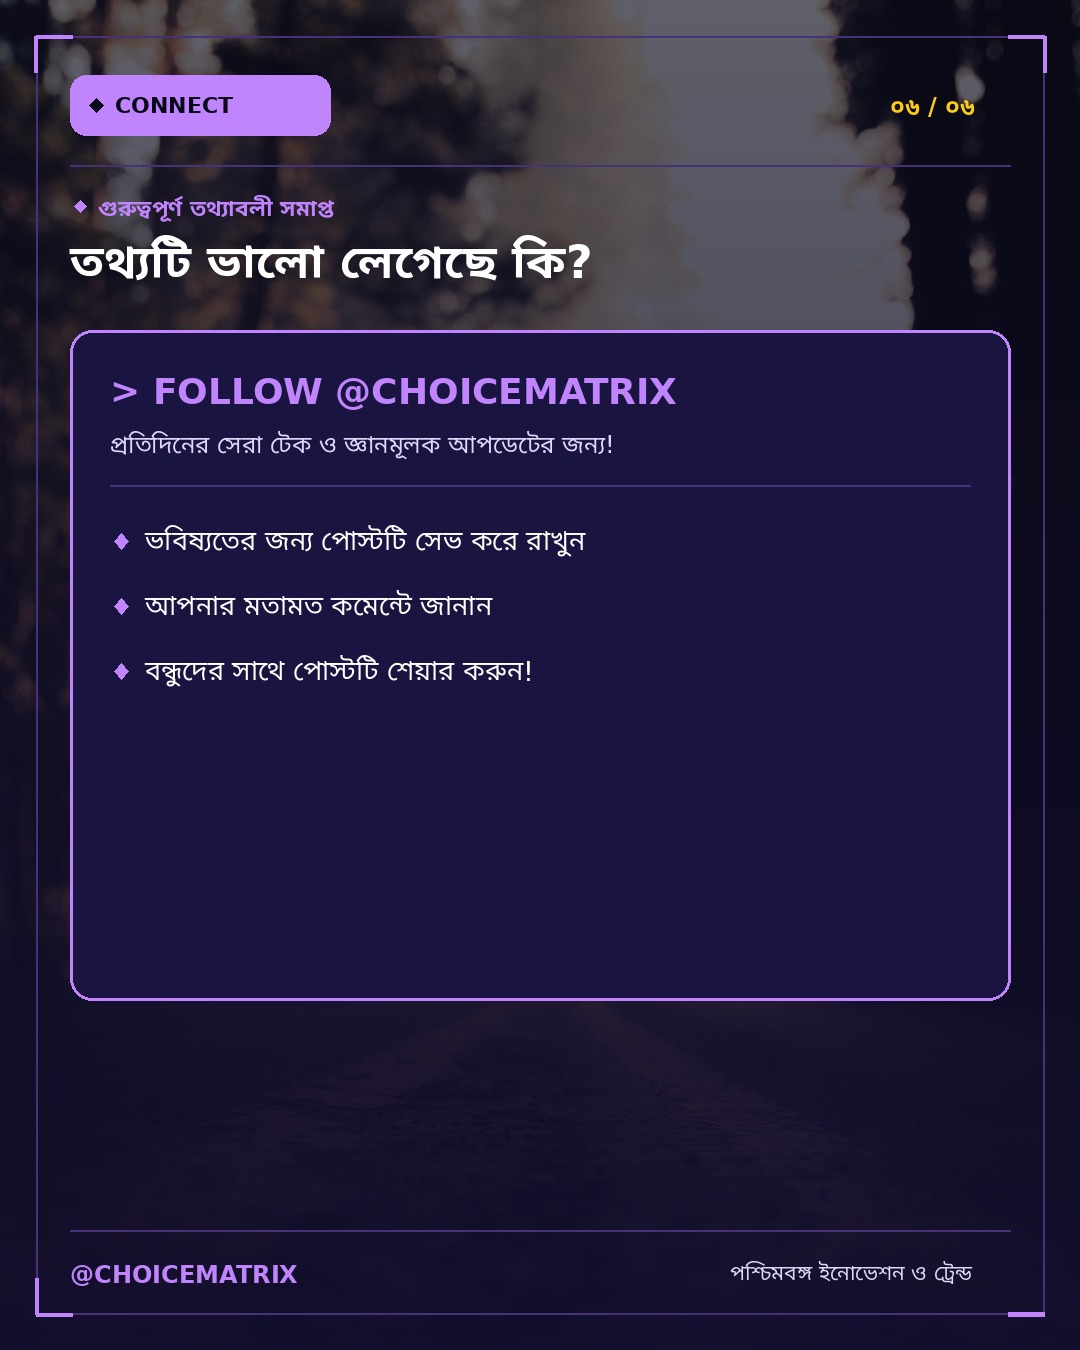 ◆ CONNECT
০৬ / ০৬
◆ গুরুত্বপূর্ণ তথ্যাবলী সমাপ্ত
তথ্যটি ভালো লেগেছে কি?
> FOLLOW @CHOICEMATRIX
প্রতিদিনের সেরা টেক ও জ্ঞানমূলক আপডেটের জন্য!
♦ ভবিষ্যতের জন্য পোস্টটি সেভ করে রাখুন
♦ আপনার মতামত কমেন্টে জানান
♦ বন্ধুদের সাথে পোস্টটি শেয়ার করুন!
@CHOICEMATRIX
পশ্চিমবঙ্গ ইনোভেশন ও ট্রেন্ড